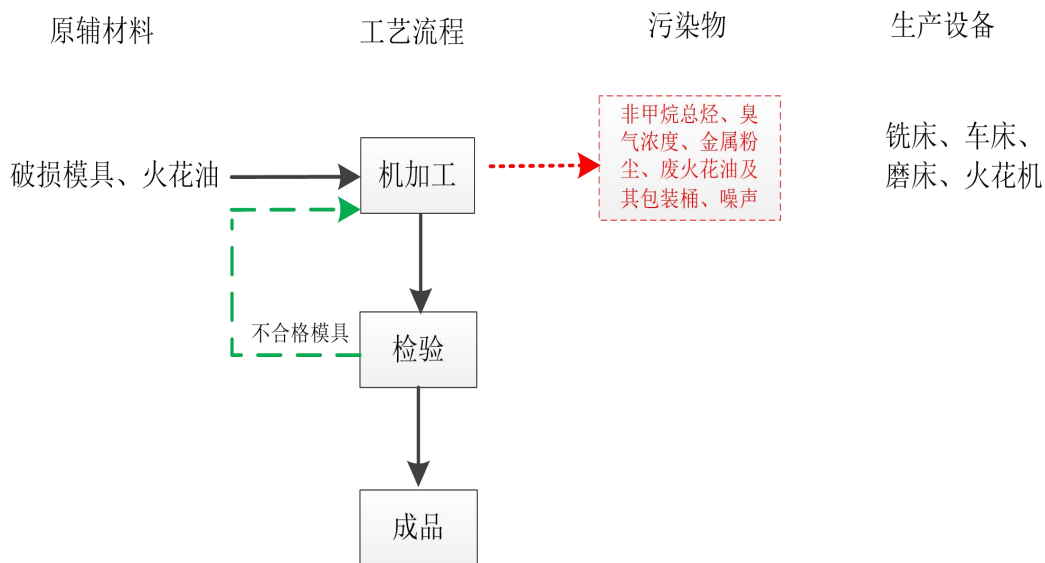 原辅材料
工艺流程
污染物
生产设备
破损模具、火花油
机加工
非甲烷总烃、臭
气浓度、金属粉
尘、废火花油及
其包装桶、噪声
铣床、车床、
磨床、火花机
不合格模具
检验
成品